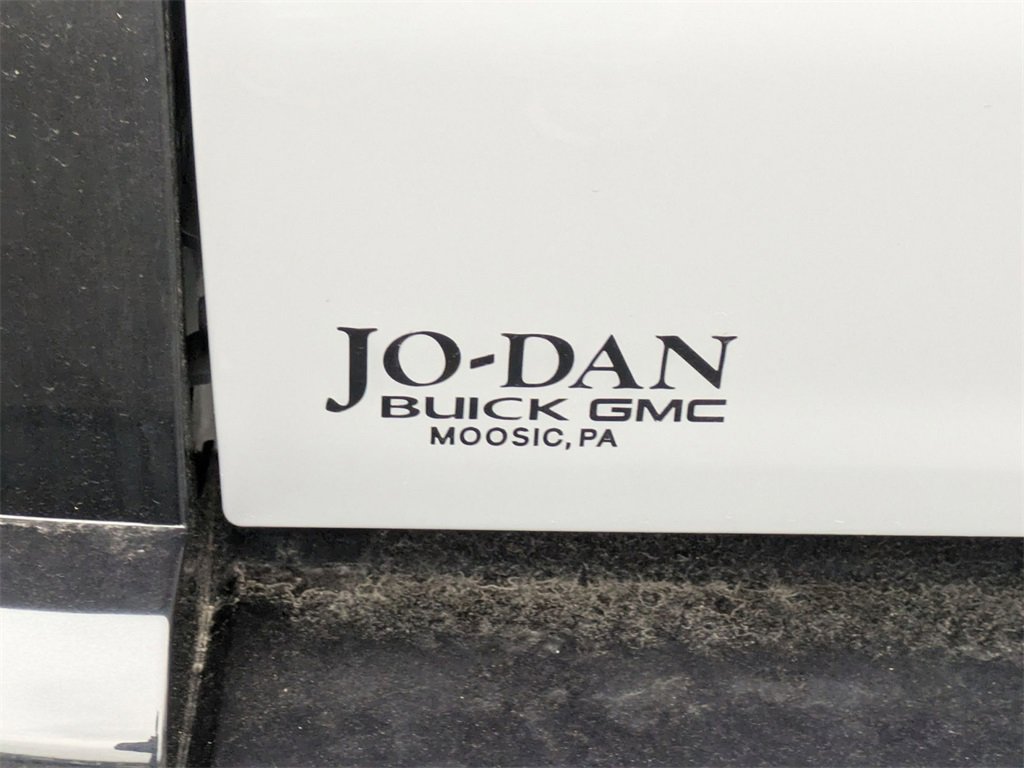 JO-DAN
BUICK GMC
MOOSIC, PA